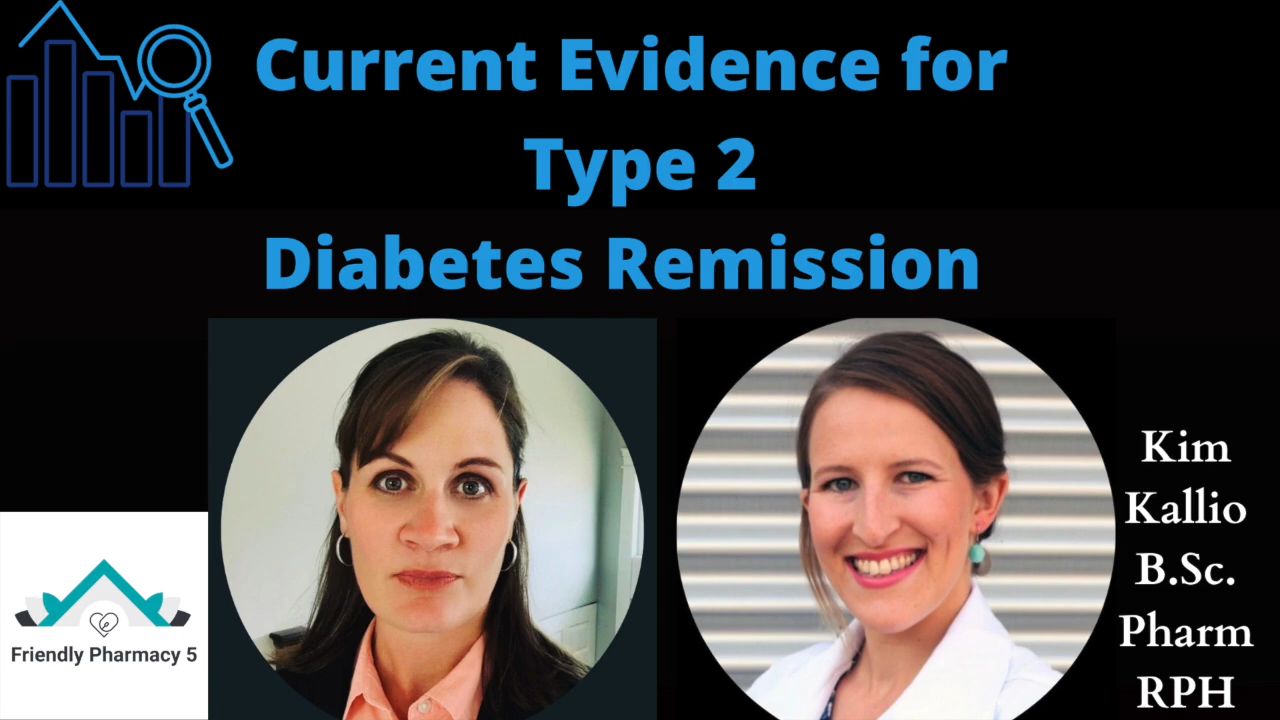 Current Evidence for
Type 2
Diabetes Remission
Friendly Pharmacy 5
Kim
Kallio
B.Sc.
Pharm
RPH